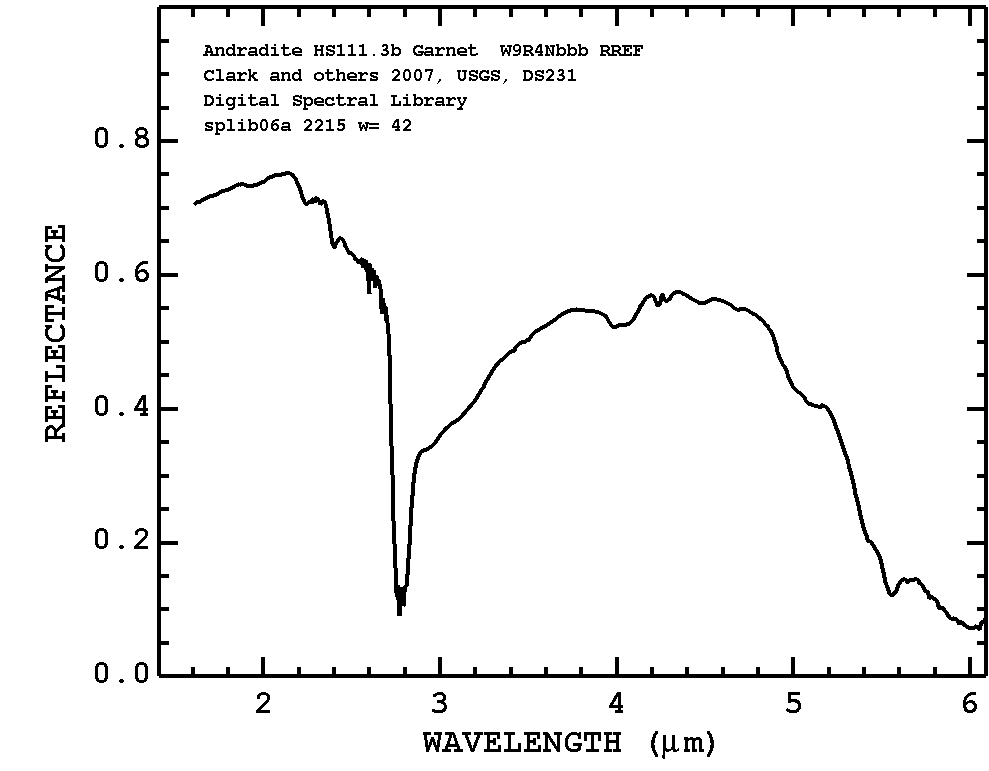 Andradite HS111.3b Garnet W9R4Nbbb RREF
Clark and others 2007, USGS, DS231
Digital Spectral Library
splib06a 2215 w= 42
0.8
0.6
0.4
0.2
0.0
REFLECTANCE
2 3 4 5 6
WAVELENGTH (μm)